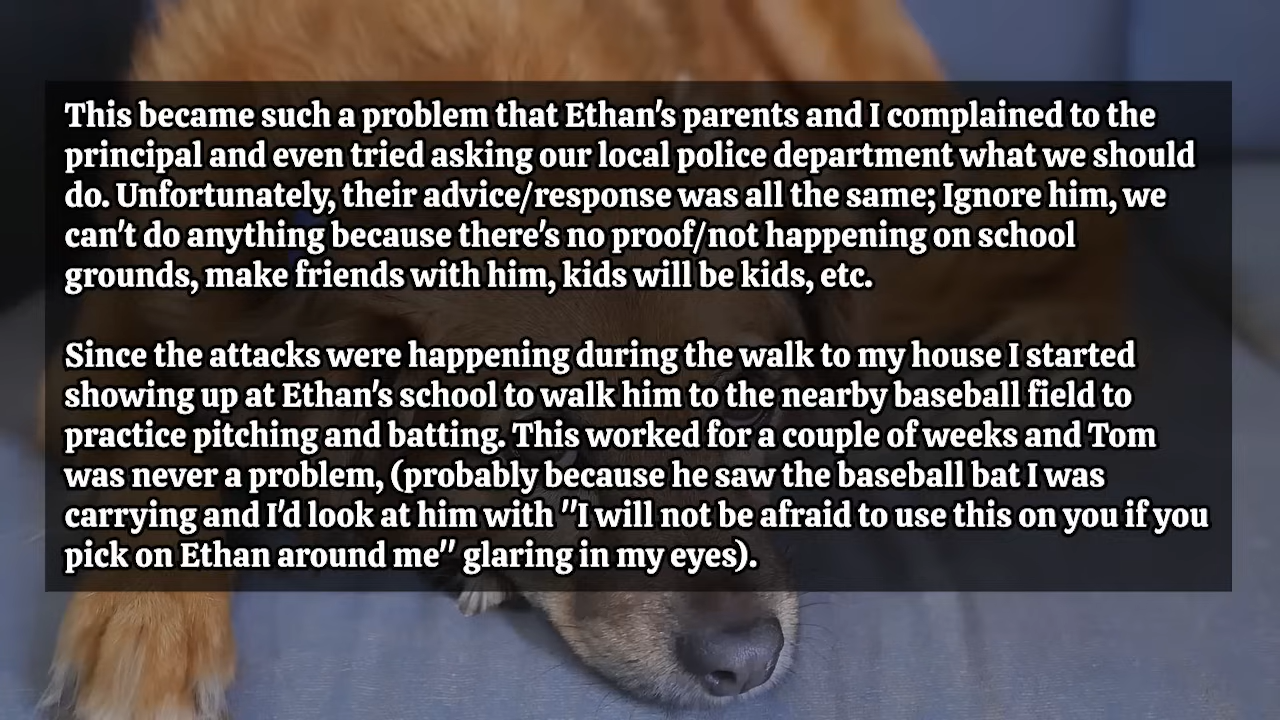 This became such a problem that Ethan's parents and I complained to the
principal and even tried asking our local police department what we should
do. Unfortunately, their advice/response was all the same; Ignore him, we
can't do anything because there's no proof/not happening on school
grounds, make friends with him, kids will be kids, etc.
Since the attacks were happening during the walk to my house I started
showing up at Ethan's school to walk him to the nearby baseball field to
practice pitching and batting. This worked for a couple of weeks and Tom
was never a problem, (probably because he saw the baseball bat I was
carrying and I'd look at him with "I will not be afraid to use this on you if you
pick on Ethan around me" glaring in my eyes).